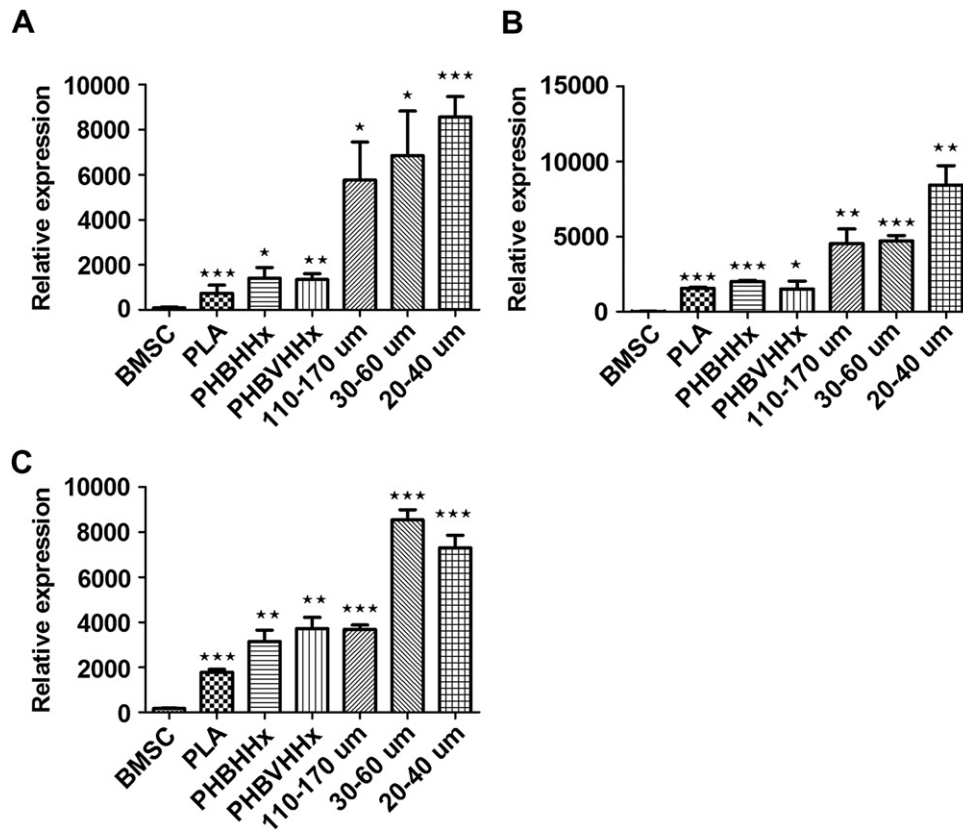 A
Relative expression
10000
8000
6000
4000
2000
0
★★★
★
★★
★
★
★★★
BMSC
PLA
PHBHHx
PHBVHHx
110-170 um
30-60 um
20-40 um
B
Relative expression
15000
10000
5000
0
★★★
★★★
★
★★
★★★
★★
BMSC
PLA
PHBHHx
PHBVHHx
110-170 um
30-60 um
20-40 um
C
Relative expression
10000
8000
6000
4000
2000
0
★★★
★★
★★
★★★
★★★
★★★
BMSC
PLA
PHBHHx
PHBVHHx
110-170 um
30-60 um
20-40 um